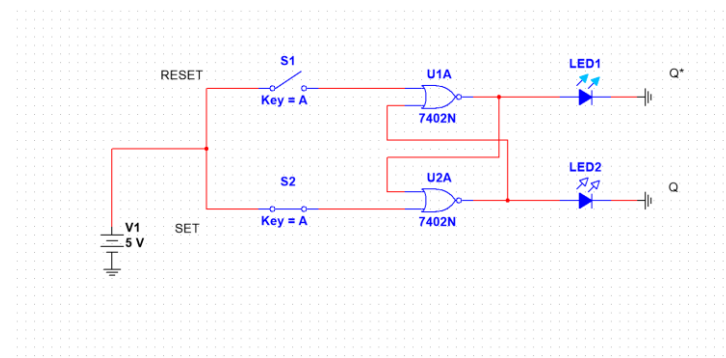 RESET
S1
Key = A
U1A
7402N
LED1
Q*
S2
Key = A
U2A
7402N
LED2
Q
V1
5 V
SET